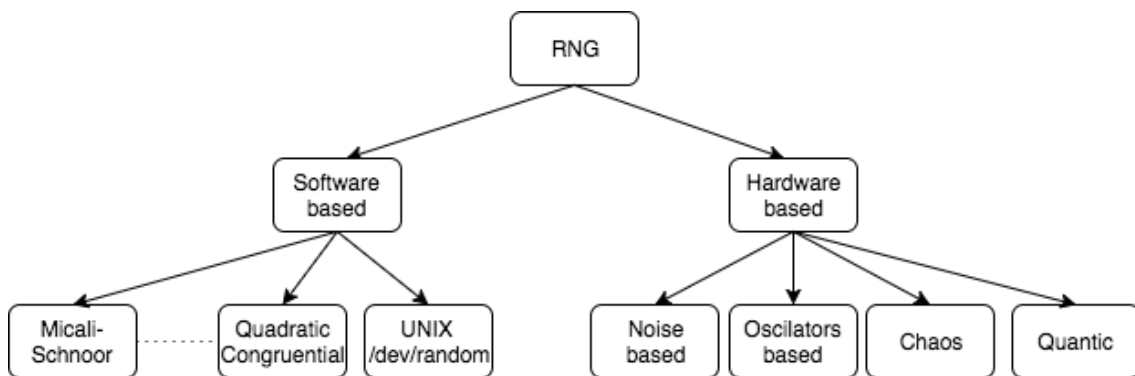 RNG
Software
based
Hardware
based
Micali-
Schnoor
Quadratic
Congruential
UNIX
/dev/random
Noise
based
Oscilators
based
Chaos
Quantic